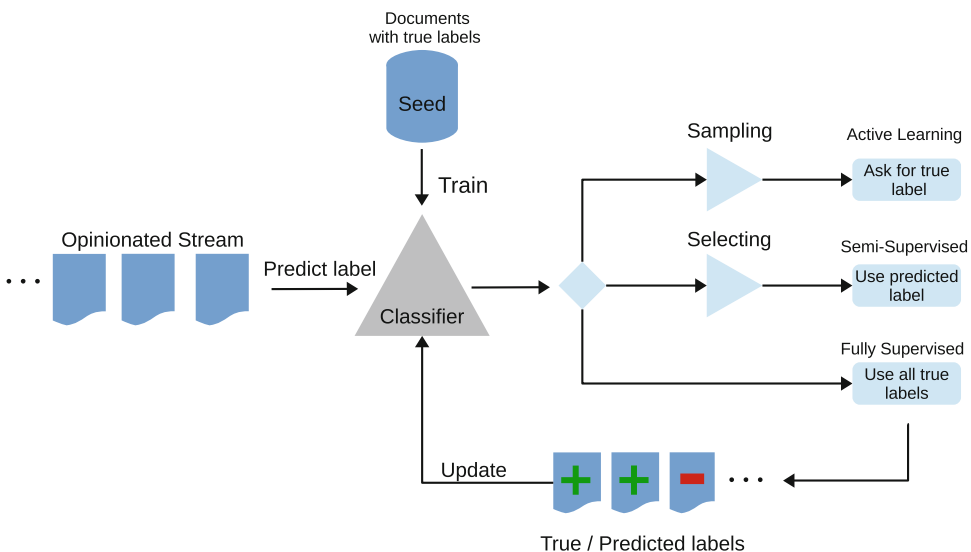 Documents
with true labels
Seed
Train
Opinionated Stream
Predict label
Classifier
Sampling
Active Learning
Ask for true
label
Selecting
Semi-Supervised
Use predicted
label
Fully Supervised
Use all true
labels
Update
True / Predicted labels